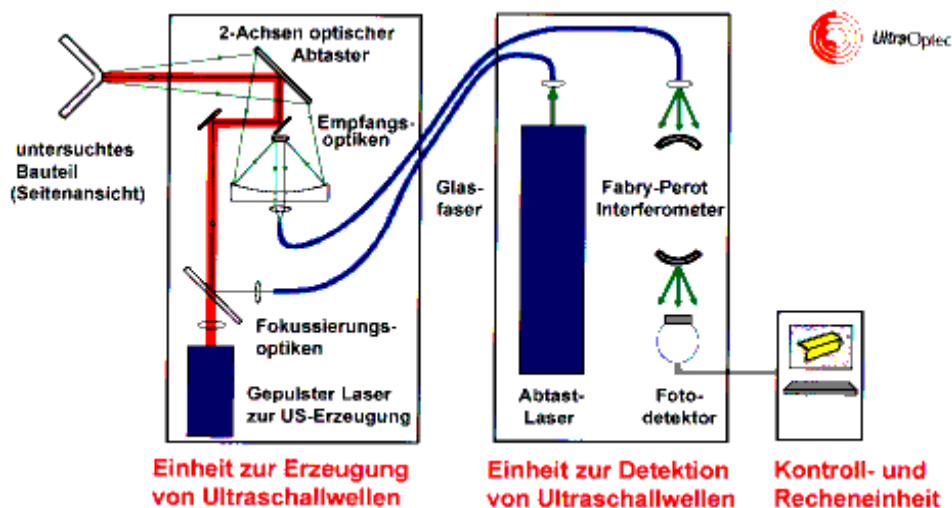 2-Achsen optischer
Abtaster
UltraOptec
Empfangs-
optiken
untersuchtes
Bauteil
(Seitenansicht)
Glas-
faser
Fabry-Perot
Interferometer
Fokussierungs-
optiken
Gepulster Laser
zur US-Erzeugung
Abtast-
Laser
Foto-
detektor
Einheit zur Erzeugung
von Ultraschallwellen
Einheit zur Detektion
von Ultraschallwellen
Kontroll- und
Recheneinheit